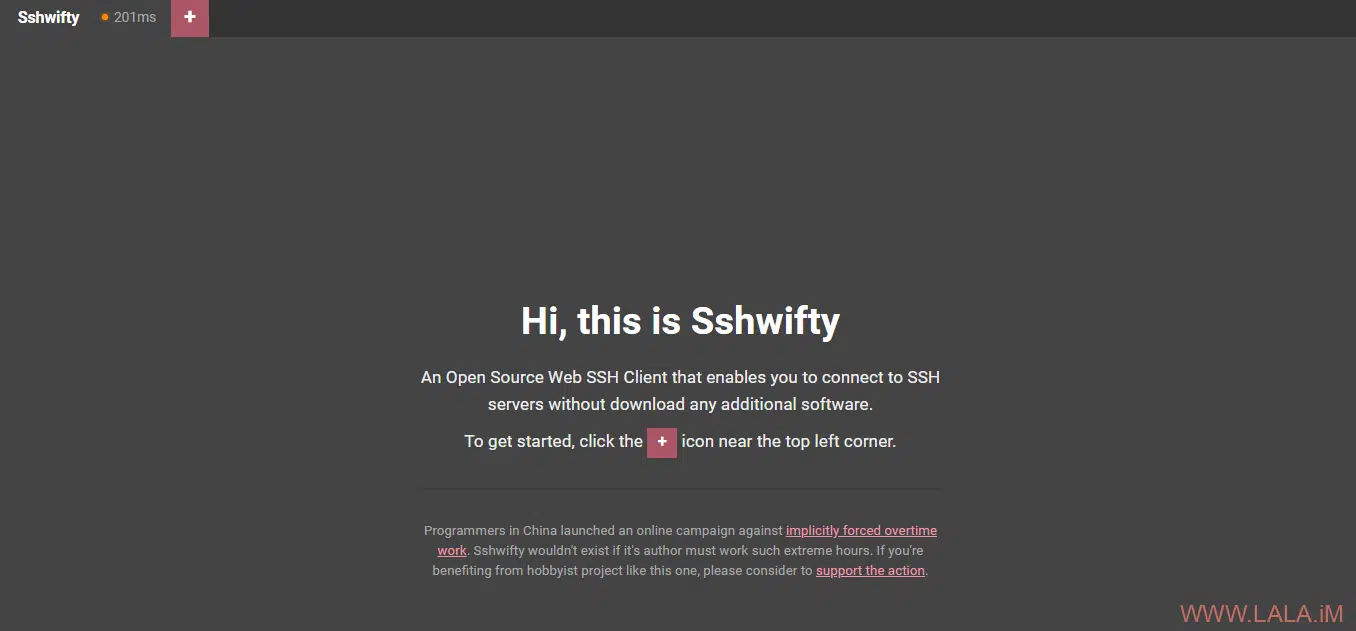 Sshwifty 201ms +
Hi, this is Sshwifty
An Open Source Web SSH Client that enables you to connect to SSH
servers without download any additional software.
To get started, click the + icon near the top left corner.
Programmers in China launched an online campaign against implicitly forced overtime
work. Sshwifty wouldn't exist if it's author must work such extreme hours. If you're
benefiting from hobbyist project like this one, please consider to support the action.
WWW.LALA.iM